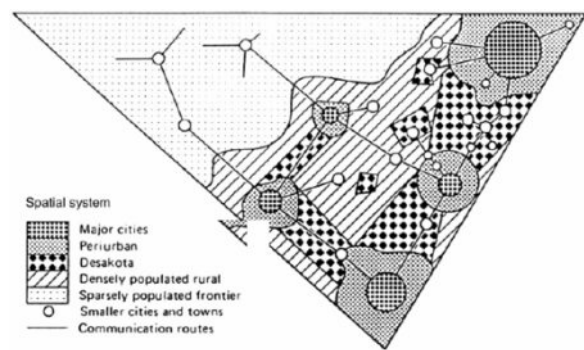 Spatial system
Major cities
Periurban
Desakota
Densely populated rural
Sparsely populated frontier
Smaller cities and towns
Communication routes